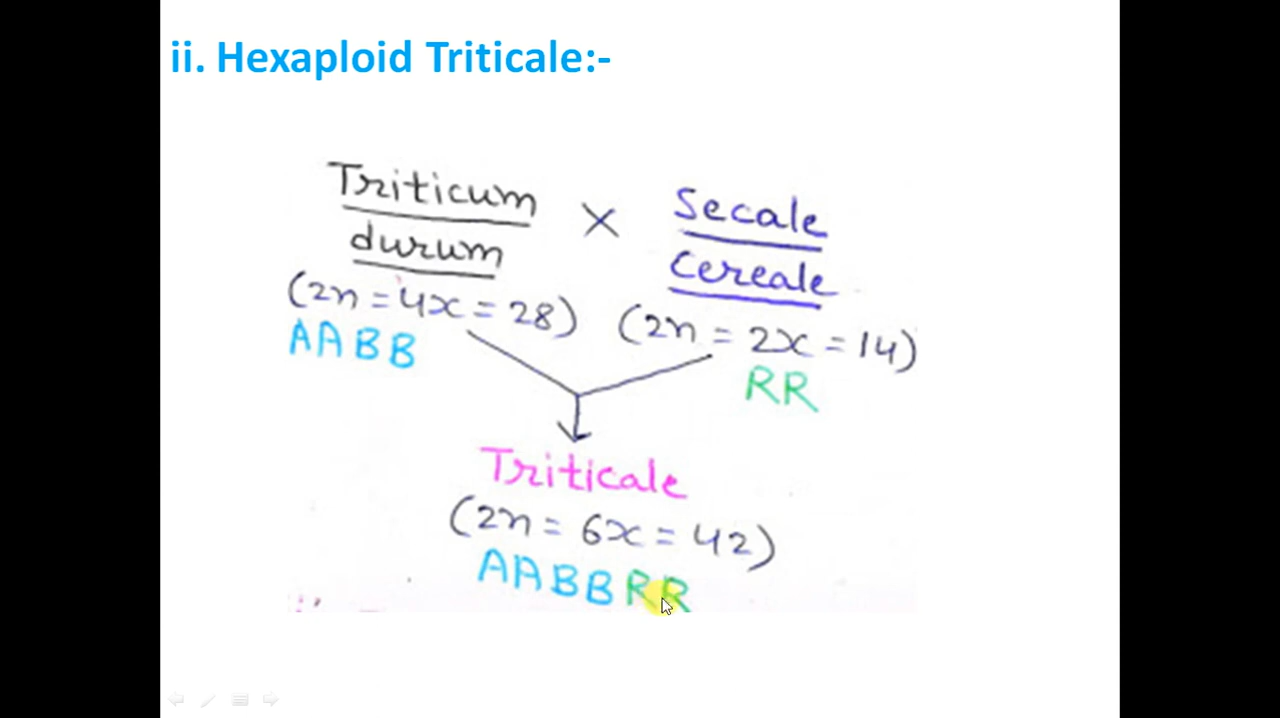 ii. Hexaploid Triticale:-
Triticum × Secale
durum Cereale
(2n = 4x = 28) (2n = 2x = 14)
AABB RR
Triticale
(2n = 6x = 42)
AABBRR